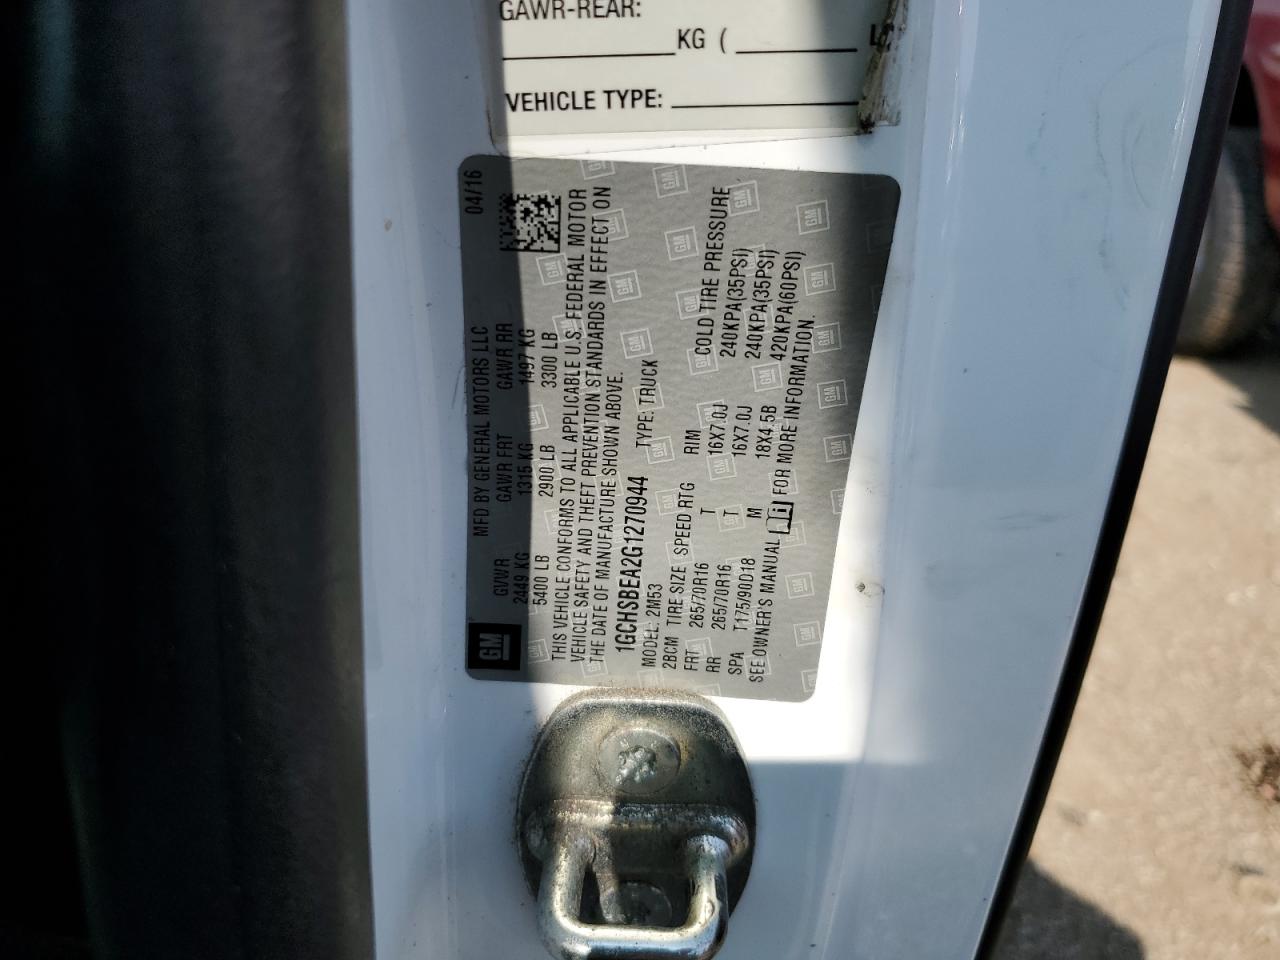 GAWR-REAR:
KG (
VEHICLE TYPE:
04/16
MFD BY GENERAL MOTORS LLC
GM
GVWR GAWR FRT GAWR RR
2449 KG 1315 KG 1497 KG
5400 LB 2900 LB 3300 LB
THIS VEHICLE CONFORMS TO ALL APPLICABLE U.S. FEDERAL MOTOR
VEHICLE SAFETY AND THEFT PREVENTION STANDARDS IN EFFECT ON
THE DATE OF MANUFACTURE SHOWN ABOVE.
1GCHSBEA2G1270944 TYPE: TRUCK
MODEL: 2M53
2BCM TIRE SIZE SPEED RTG RIM COLD TIRE PRESSURE
FRT 265/70R16 T 16X7.0J 240KPA(35PSI)
RR 265/70R16 T 16X7.0J 240KPA(35PSI)
SPA T175/90D18 M 18X4.5B 420KPA(60PSI)
SEE OWNER'S MANUAL i FOR MORE INFORMATION.